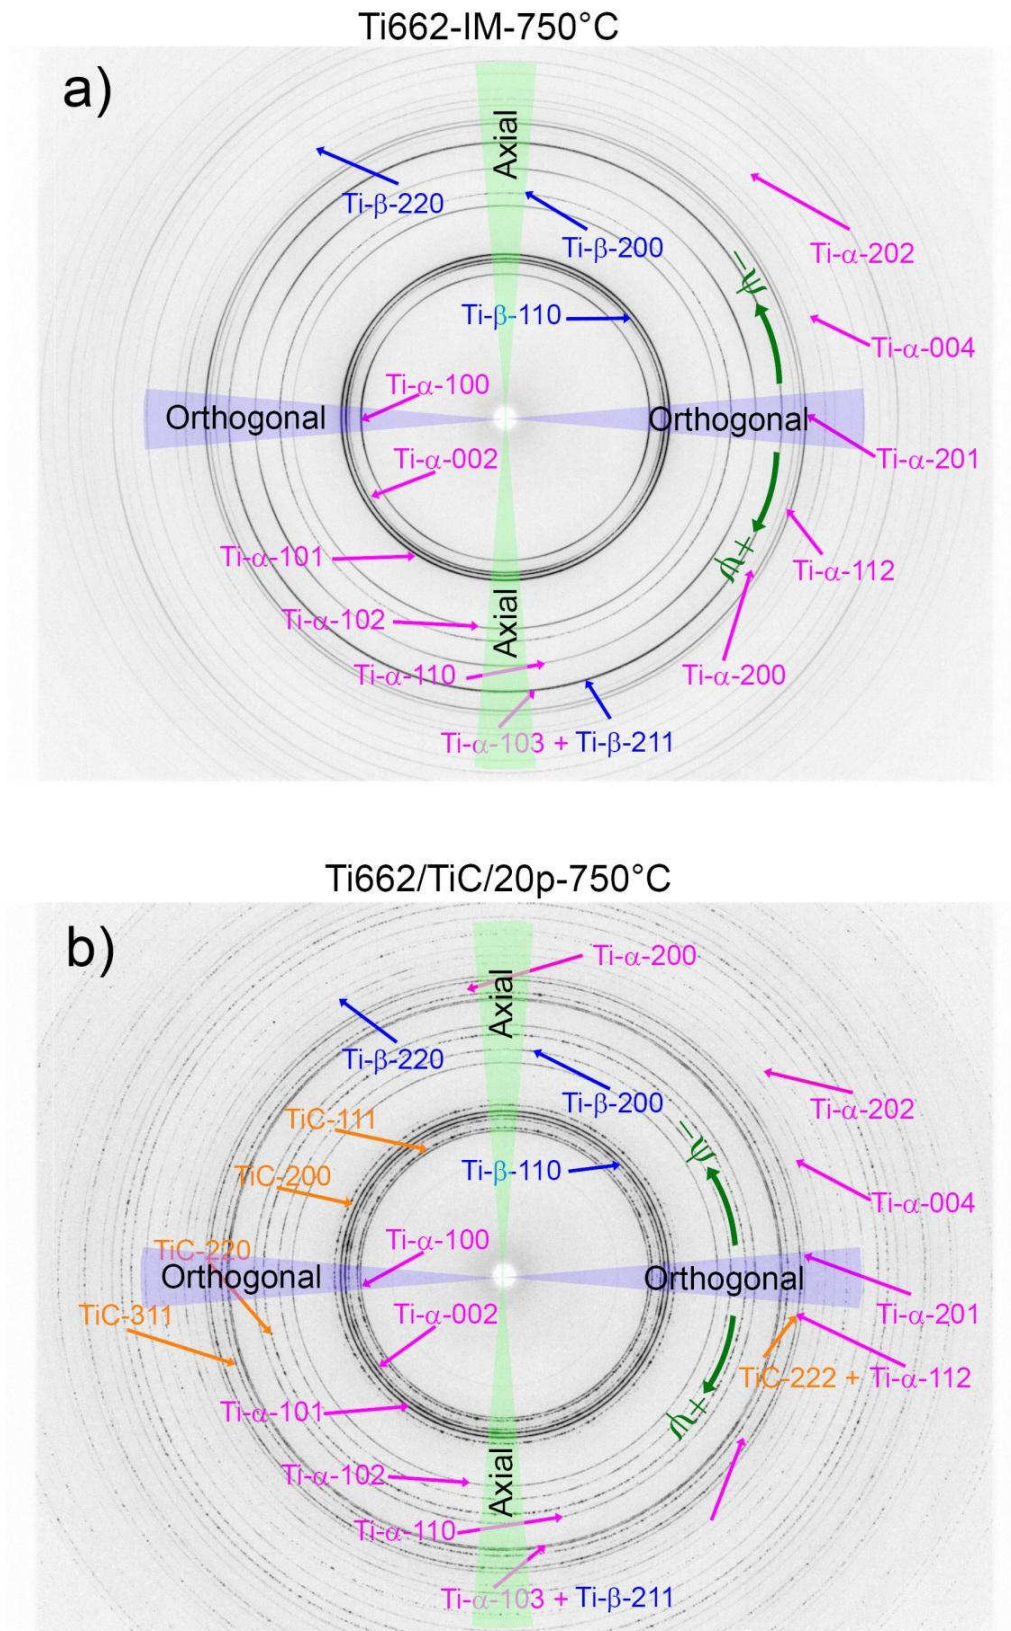 Ti662-IM-750°C
a)
Axial
Ti-β-220
Ti-β-200
Ti-α-202
−ψ
Ti-β-110
Ti-α-004
Ti-α-100
Orthogonal
Orthogonal
Ti-α-002
Ti-α-201
Ti-α-101
Ti-α-112
+ψ
Axial
Ti-α-102
Ti-α-110
Ti-α-200
Ti-α-103 + Ti-β-211
Ti662/TiC/20p-750°C
b)
Ti-α-200
Axial
Ti-β-220
Ti-β-200
Ti-α-202
TiC-111
−ψ
TiC-200
Ti-β-110
Ti-α-004
Ti-α-100
TiC-220
Orthogonal
Orthogonal
TiC-311
Ti-α-002
Ti-α-201
TiC-222 + Ti-α-112
Ti-α-101
+ψ
Ti-α-102
Axial
Ti-α-110
Ti-α-103 + Ti-β-211